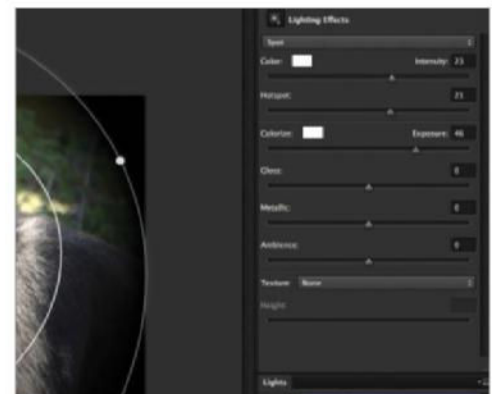 Lighting Effects
Spot
Color: Intensity: 23
Hotspot: 23
Colorize: Exposure: 46
Gloss: 0
Metallic: 0
Ambience: 0
Texture: None
Height:
Lights